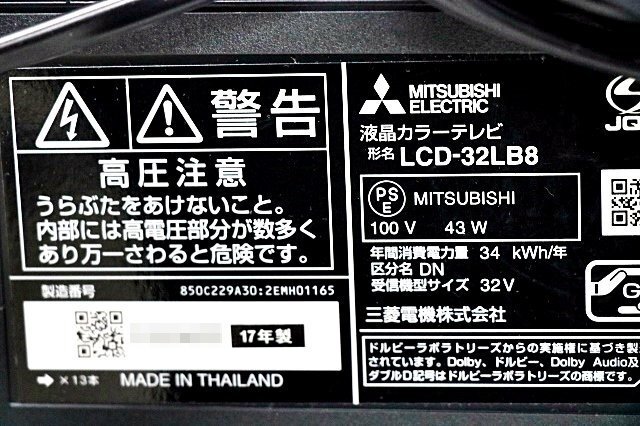 警告
高圧注意
うらぶたをあけないこと。
内部には高電圧部分が数多く
あり万一さわると危険です。
製造番号 850C229A30:2EMH01165
17年製
➡ ×13本 MADE IN THAILAND
MITSUBISHI
ELECTRIC
液晶カラーテレビ
形名 LCD-32LB8
PS
E
MITSUBISHI
100 V 43 W
年間消費電力量 34 kWh/年
区分名 DN
受信機型サイズ 32V
三菱電機株式会社
ドルビーラボラトリーズからの実施権に基づき製
されています。Dolby、ドルビー、Dolby Audio及
ダブルD記号はドルビーラボラトリーズの商標です。
JQ
G